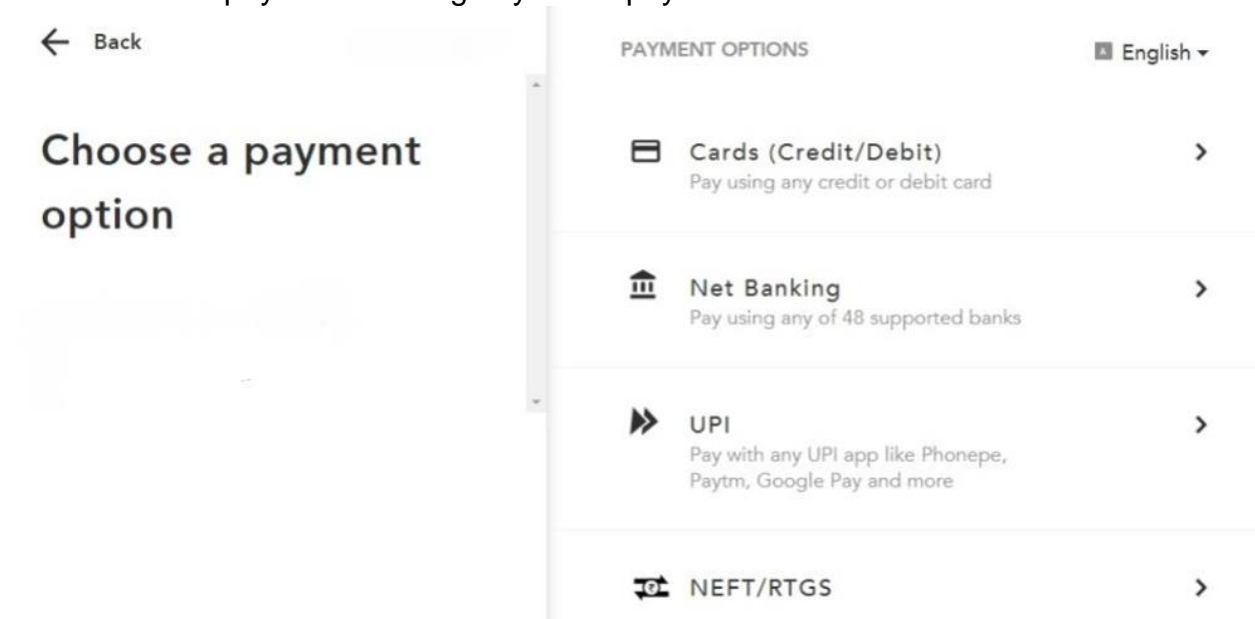 Back
Choose a payment
option
PAYMENT OPTIONS
English
Cards (Credit/Debit)
Pay using any credit or debit card
Net Banking
Pay using any of 48 supported banks
UPI
Pay with any UPI app like Phonepe,
Paytm, Google Pay and more
NEFT/RTGS